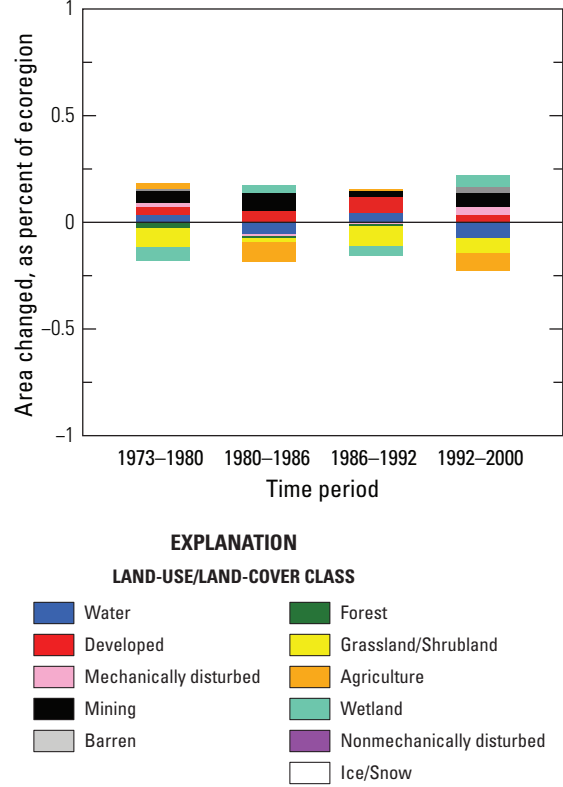 Area changed, as percent of ecoregion
1
0.5
0
−0.5
−1
1973–1980 1980–1986 1986–1992 1992–2000
Time period
EXPLANATION
LAND-USE/LAND-COVER CLASS
Water
Developed
Mechanically disturbed
Mining
Barren
Forest
Grassland/Shrubland
Agriculture
Wetland
Nonmechanically disturbed
Ice/Snow